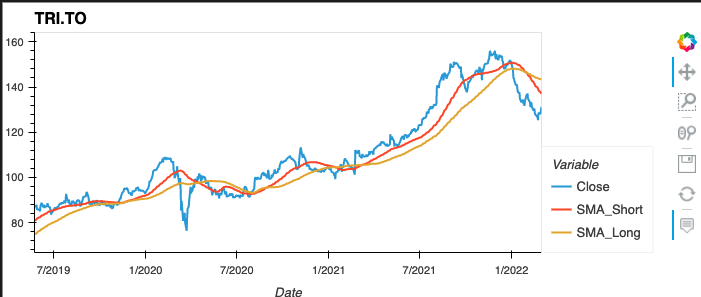 TRI.TO
160
140
120
100
80
7/2019 1/2020 7/2020 1/2021 7/2021 1/2022
Date
Variable
Close
SMA_Short
SMA_Long